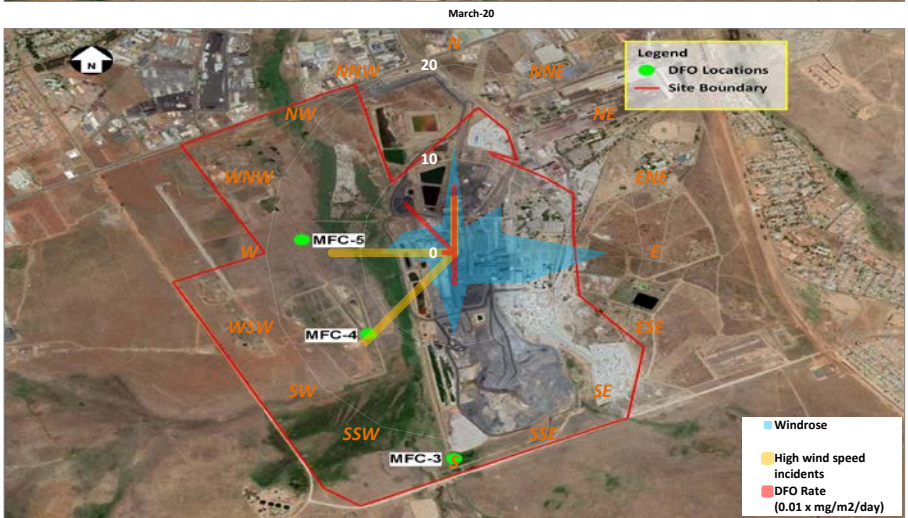 March-20
N
N
20
NNW
NNE
Legend
DFO Locations
Site Boundary
NW
NE
10
WNW
ENE
MFC-5
W
0
E
MFC-4
WSW
ESE
SW
SE
SSW
SSE
MFC-3
S
Windrose
High wind speed
incidents
DFO Rate
(0.01 x mg/m2/day)